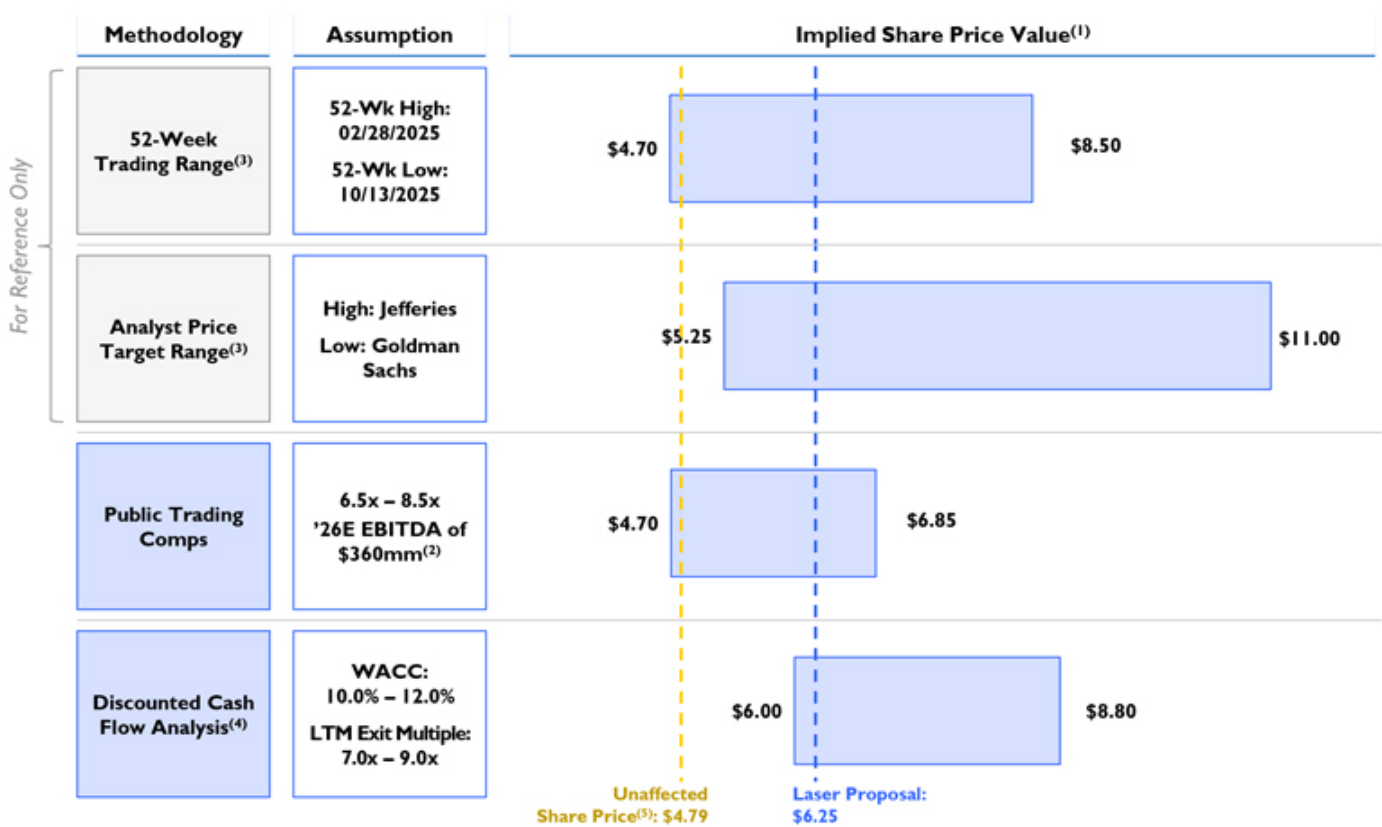 Methodology
Assumption
Implied Share Price Value(1)
For Reference Only
52-Week
Trading Range(3)
52-Wk High:
02/28/2025
52-Wk Low:
10/13/2025
$4.70
$8.50
Analyst Price
Target Range(3)
High: Jefferies
Low: Goldman
Sachs
$5.25
$11.00
Public Trading
Comps
6.5x – 8.5x
’26E EBITDA of
$360mm(2)
$4.70
$6.85
Discounted Cash
Flow Analysis(4)
WACC:
10.0% – 12.0%
LTM Exit Multiple:
7.0x – 9.0x
$6.00
$8.80
Unaffected
Share Price(5): $4.79
Laser Proposal:
$6.25